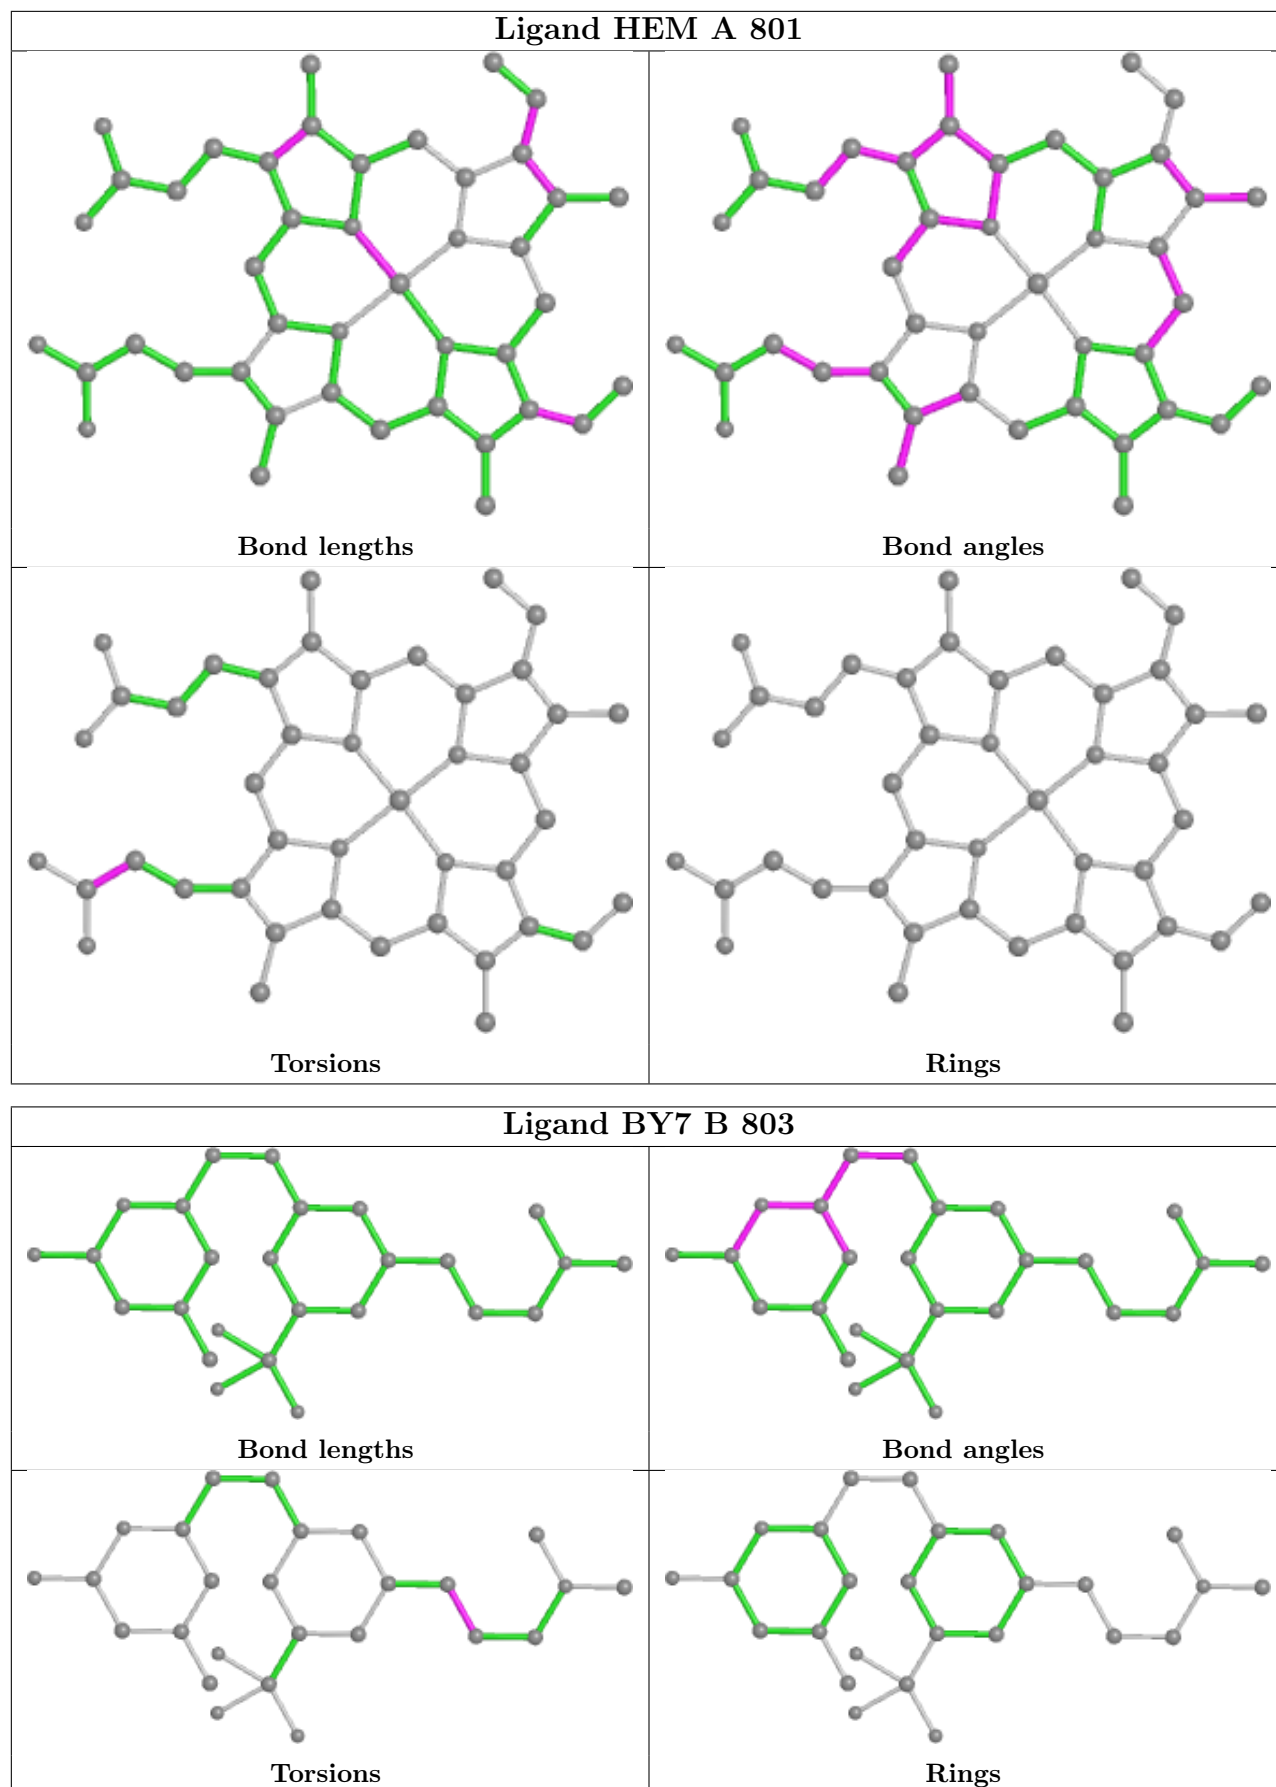 Ligand HEM A 801
Bond lengths
Bond angles
Torsions
Rings
Ligand BY7 B 803
Bond lengths
Bond angles
Torsions
Rings